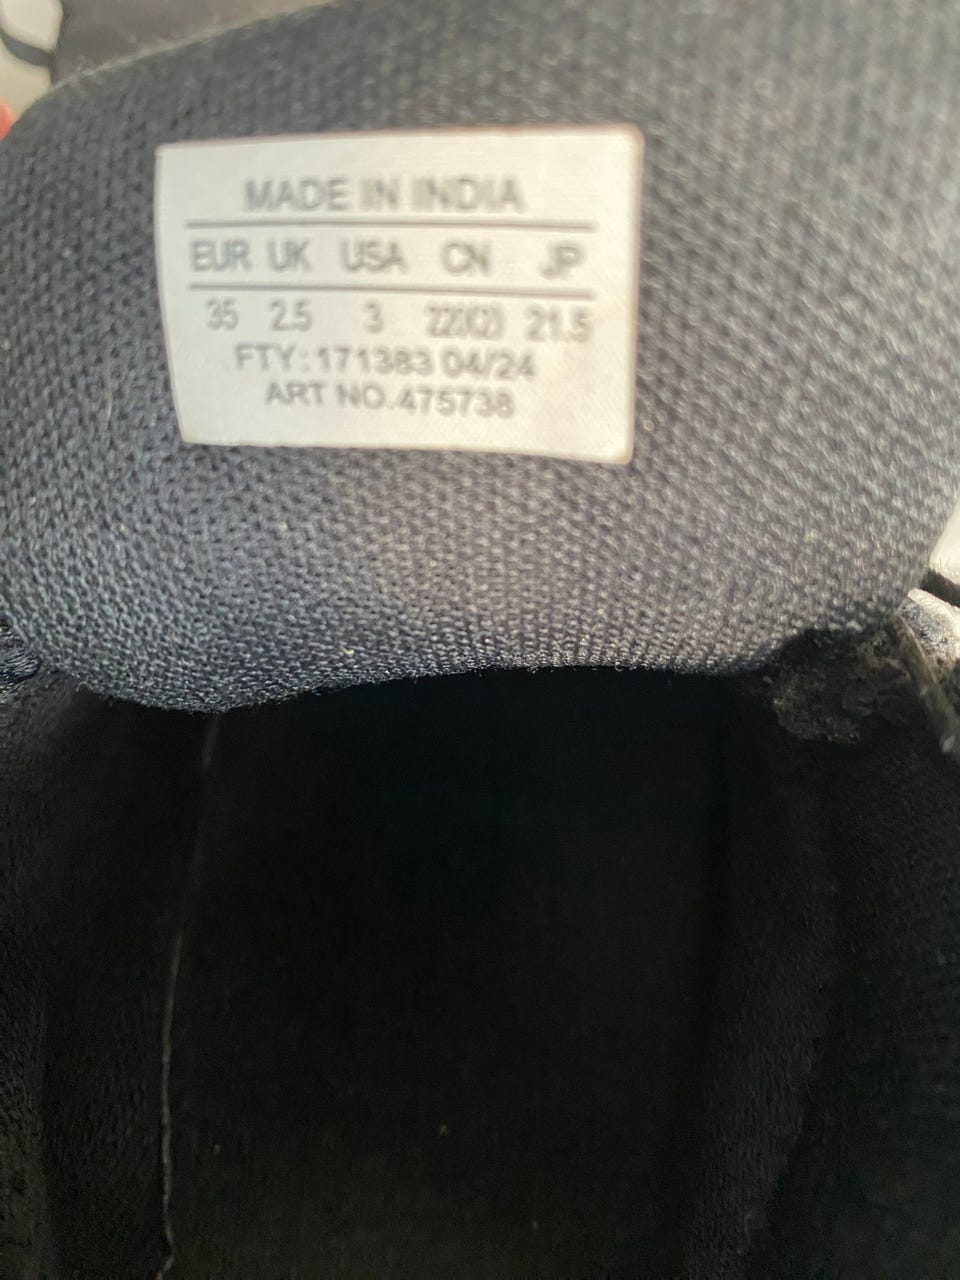 MADE IN INDIA
EUR UK USA CN JP
35 2.5 3 220(2) 21.5
FTY: 171383 04/24
ART NO. 475738